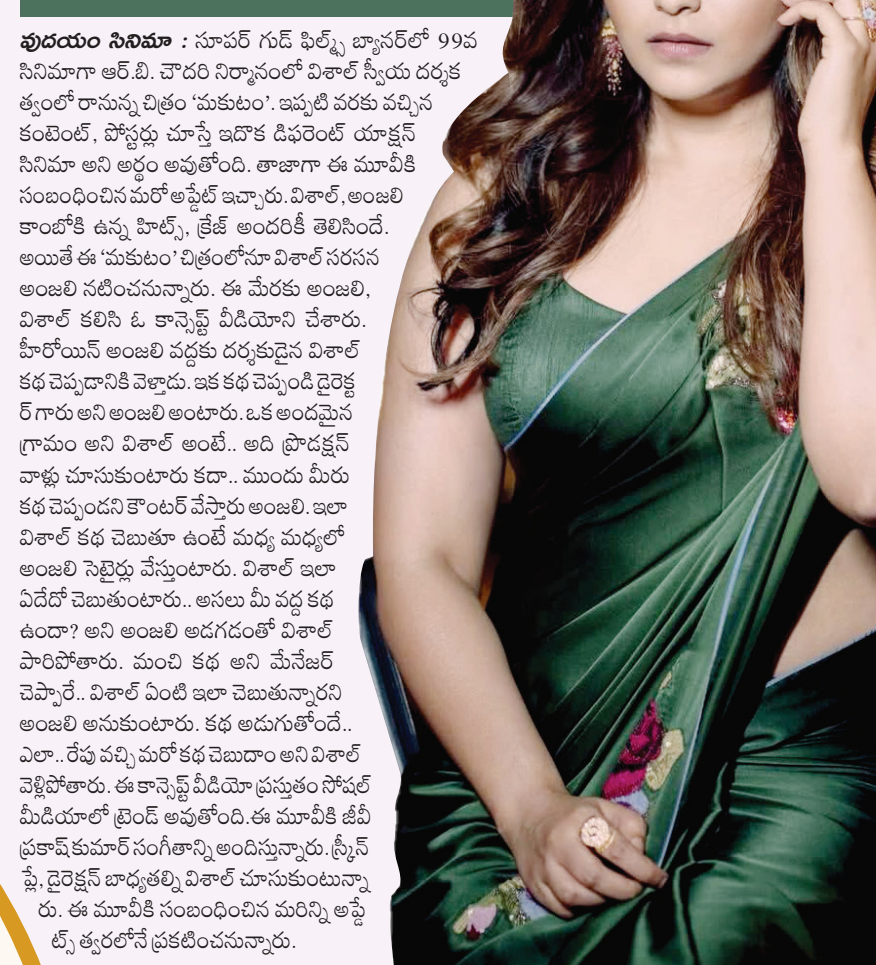 వుదయం సినిమా : సూపర్ గుడ్ ఫిల్మ్స్ బ్యానర్‌లో 99వ
సినిమాగా ఆర్.బి. చౌదరి నిర్మానంలో విశాల్ స్వీయ దర్శక
త్వంలో రానున్న చిత్రం ‘మకుటం’. ఇప్పటి వరకు వచ్చిన
కంటెంట్, పోస్టర్లు చూస్తే ఇదొక డిఫరెంట్ యాక్షన్
సినిమా అని అర్థం అవుతోంది. తాజాగా ఈ మూవీకి
సంబంధించిన మరో అప్డేట్ ఇచ్చారు. విశాల్, అంజలి
కాంబోకి ఉన్న హిట్స్, క్రేజ్ అందరికీ తెలిసిందే.
అయితే ఈ ‘మకుటం’ చిత్రంలోనూ విశాల్ సరసన
అంజలి నటించనున్నారు. ఈ మేరకు అంజలి,
విశాల్ కలిసి ఓ కాన్సెప్ట్ వీడియోని చేశారు.
హీరోయిన్ అంజలి వద్దకు దర్శకుడైన విశాల్
కథ చెప్పడానికి వెళ్తాడు. ఇక కథ చెప్పండి డైరెక్ట
ర్ గారు అని అంజలి అంటారు. ఒక అందమైన
గ్రామం అని విశాల్ అంటే.. అది ప్రొడక్షన్
వాళ్లు చూసుకుంటారు కదా.. ముందు మీరు
కథ చెప్పండని కౌంటర్ వేస్తారు అంజలి. ఇలా
విశాల్ కథ చెబుతూ ఉంటే మధ్య మధ్యలో
అంజలి సెటైర్లు వేస్తుంటారు. విశాల్ ఇలా
ఏదేదో చెబుతుంటారు.. అసలు మీ వద్ద కథ
ఉందా? అని అంజలి అడగడంతో విశాల్
పారిపోతారు. మంచి కథ అని మేనేజర్
చెప్పారే.. విశాల్ ఏంటి ఇలా చెబుతున్నారని
అంజలి అనుకుంటారు. కథ అడుగుతోందే..
ఎలా.. రేపు వచ్చి మరో కథ చెబుదాం అని విశాల్
వెళ్లిపోతారు. ఈ కాన్సెప్ట్ వీడియో ప్రస్తుతం సోషల్
మీడియాలో ట్రెండ్ అవుతోంది.ఈ మూవీకి జీవీ
ప్రకాష్ కుమార్ సంగీతాన్ని అందిస్తున్నారు. స్క్రీన్
ప్లే, డైరెక్షన్ బాధ్యతల్ని విశాల్ చూసుకుంటున్నా
రు. ఈ మూవీకి సంబంధించిన మరిన్ని అప్డే
ట్స్ త్వరలోనే ప్రకటించనున్నారు.